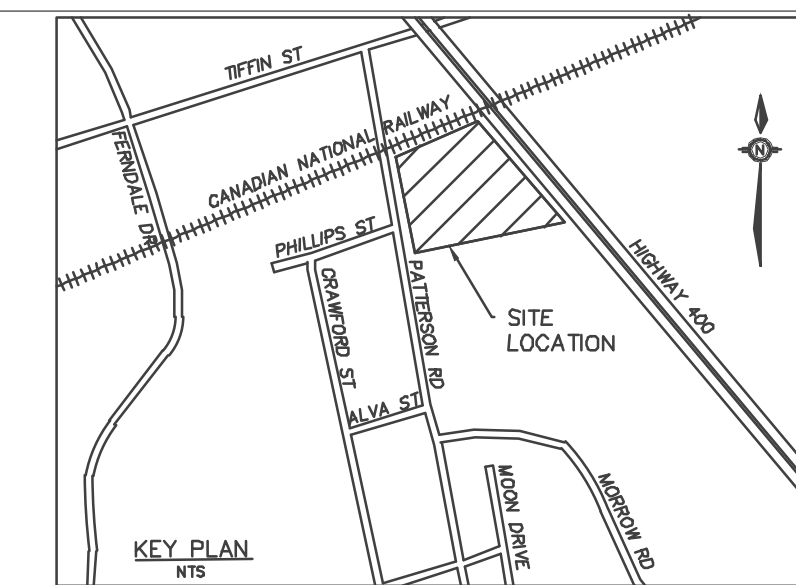 TIFFIN ST
CANADIAN NATIONAL RAILWAY
FERNDALE DR
N
PHILLIPS ST
HIGHWAY 400
CRAWFORD ST
PATTERSON RD
SITE
LOCATION
ALVA ST
MOON DRIVE
MORROW RD
KEY PLAN
NTS